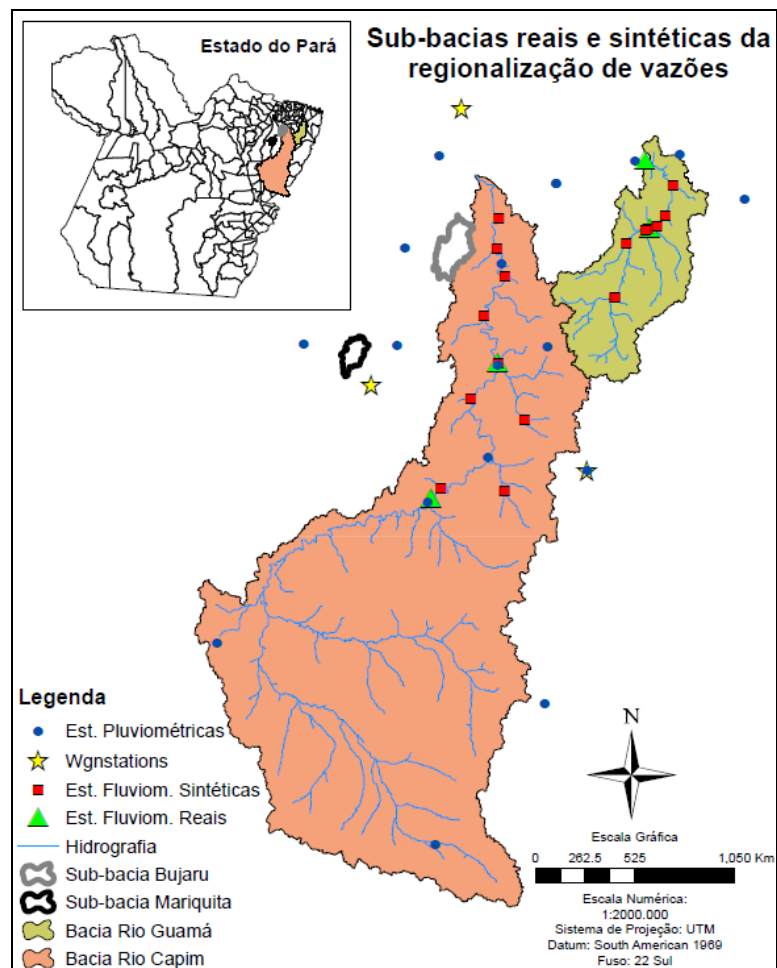 Estado do Pará
Sub-bacias reais e sintéticas da
regionalização de vazões
Legenda
Est. Pluviométricas
Wgnstations
Est. Fluviom. Sintéticas
Est. Fluviom. Reais
Hidrografia
Sub-bacia Bujaru
Sub-bacia Mariquita
Bacia Rio Guamá
Bacia Rio Capim
N
Escala Gráfica
0 262.5 525 1,050 Km
Escala Numérica:
1:2000.000
Sistema de Projeção: UTM
Datum: South American 1969
Fuso: 22 Sul